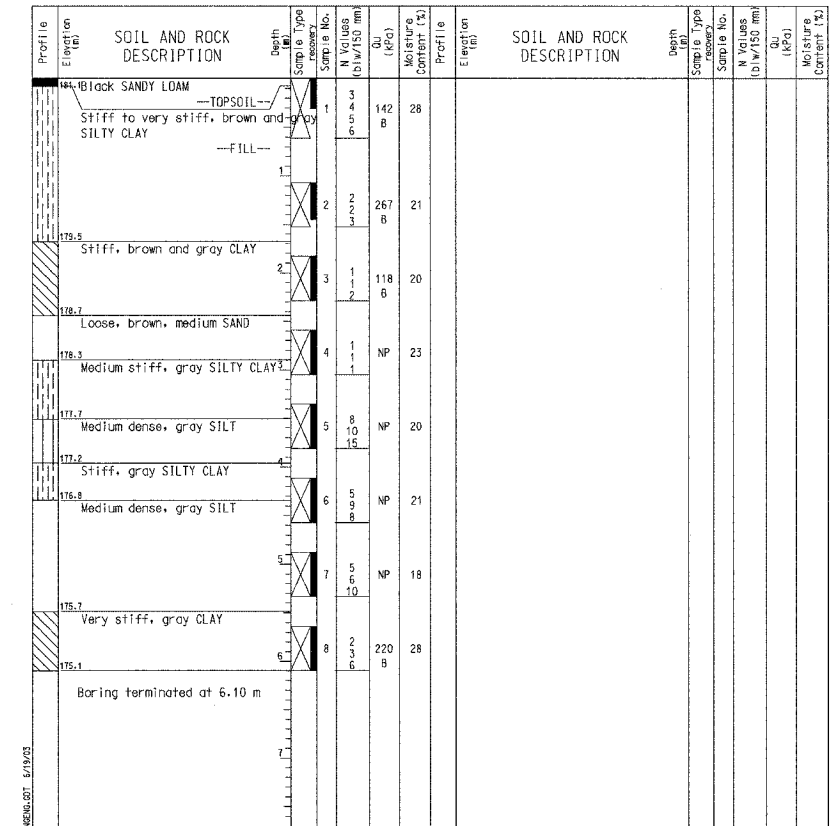 Profile
Elevation (m)
SOIL AND ROCK DESCRIPTION
Depth (m)
Sample Type recovery
Sample No.
N Values (blw/150 mm)
Qu (kPa)
Moisture Content (%)
Profile
Elevation (m)
SOIL AND ROCK DESCRIPTION
Depth (m)
Sample Type recovery
Sample No.
N Values (blw/150 mm)
Qu (kPa)
Moisture Content (%)
181.1 Black SANDY LOAM
--TOPSOIL--
Stiff to very stiff, brown and gray
SILTY CLAY
--FILL--
1 3 4 5 6 142 B 28
1
2 2 2 3 267 B 21
179.5
Stiff, brown and gray CLAY
2
3 1 1 2 118 B 20
178.7
Loose, brown, medium SAND
178.3
4 1 1 1 NP 23
Medium stiff, gray SILTY CLAY 3
177.7
Medium dense, gray SILT
5 8 10 15 NP 20
177.2 4
Stiff, gray SILTY CLAY
176.8
Medium dense, gray SILT
6 5 9 8 NP 21
5
7 5 6 10 NP 18
175.7
Very stiff, gray CLAY
8 2 3 6 220 B 28
6
175.1
Boring terminated at 6.10 m
7
.GDT 6/19/03